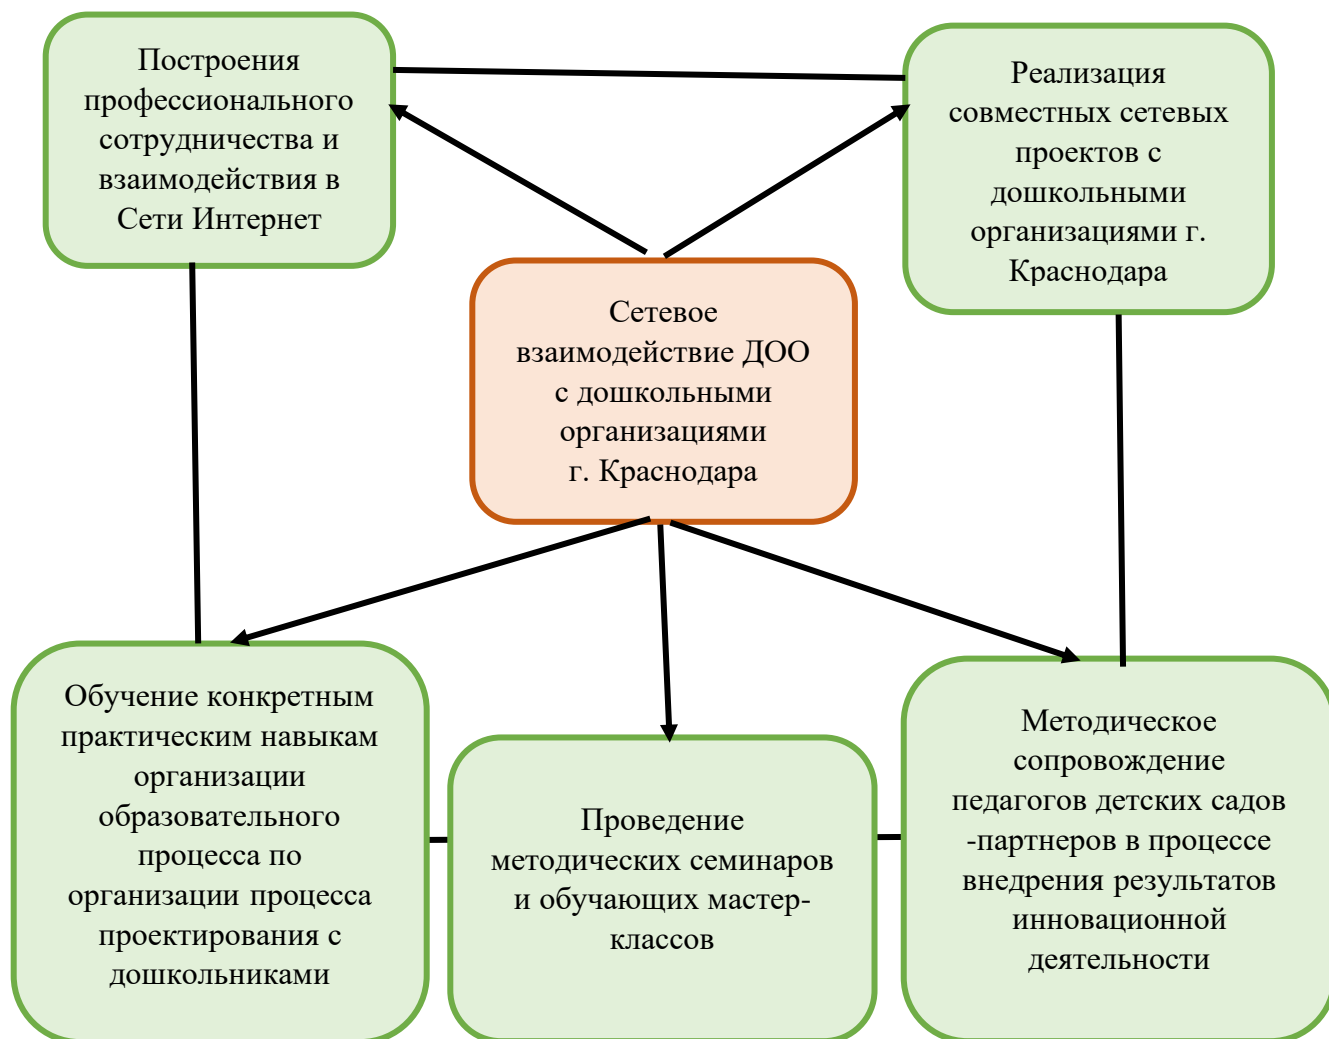 Построения
профессионального
сотрудничества и
взаимодействия в
Сети Интернет
Реализация
совместных сетевых
проектов с
дошкольными
организациями г.
Краснодара
Сетевое
взаимодействие ДОО
с дошкольными
организациями
г. Краснодара
Обучение конкретным
практическим навыкам
организации
образовательного
процесса по
организации процесса
проектирования с
дошкольниками
Проведение
методических семинаров
и обучающих мастер-
классов
Методическое
сопровождение
педагогов детских садов
-партнеров в процессе
внедрения результатов
инновационной
деятельности